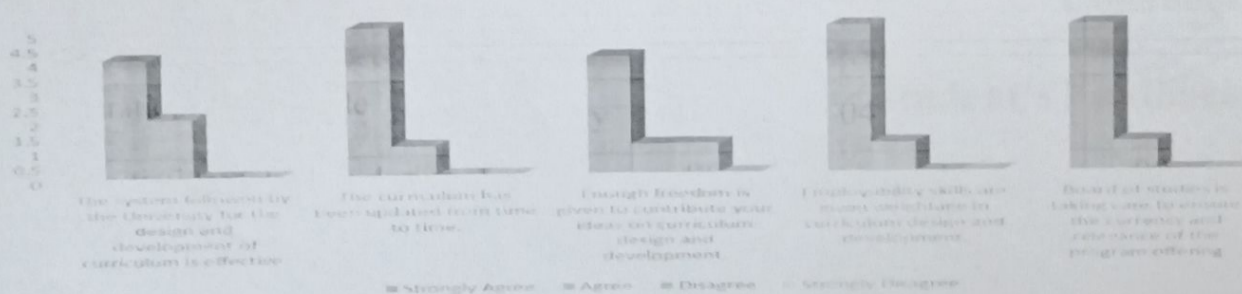 5
4.5
4
3.5
3
2.5
2
1.5
1
0.5
0
The system followed by
the University for the
design and
development of
curriculum is effective
The curriculum has
been updated from time
to time.
Enough freedom is
given to contribute your
ideas on curriculum
design and
development
Employability skills are
given weightage in
curriculum design and
development.
Board of studies is
taking care to ensure
the currency and
relevance of the
program offering
Strongly Agree Agree Disagree Strongly Disagree